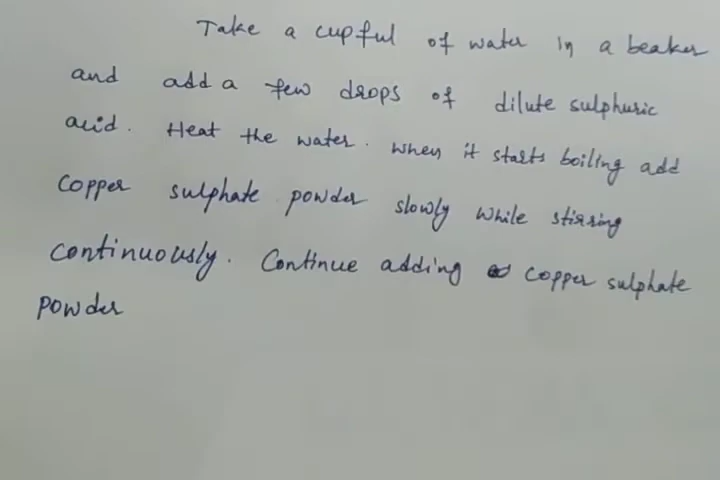 Take a cupful of water in a beaker
and add a few drops of dilute sulphuric
acid. Heat the water. When it starts boiling add
Copper sulphate powder slowly while stirring
continuously. Continue adding copper sulphate
powder